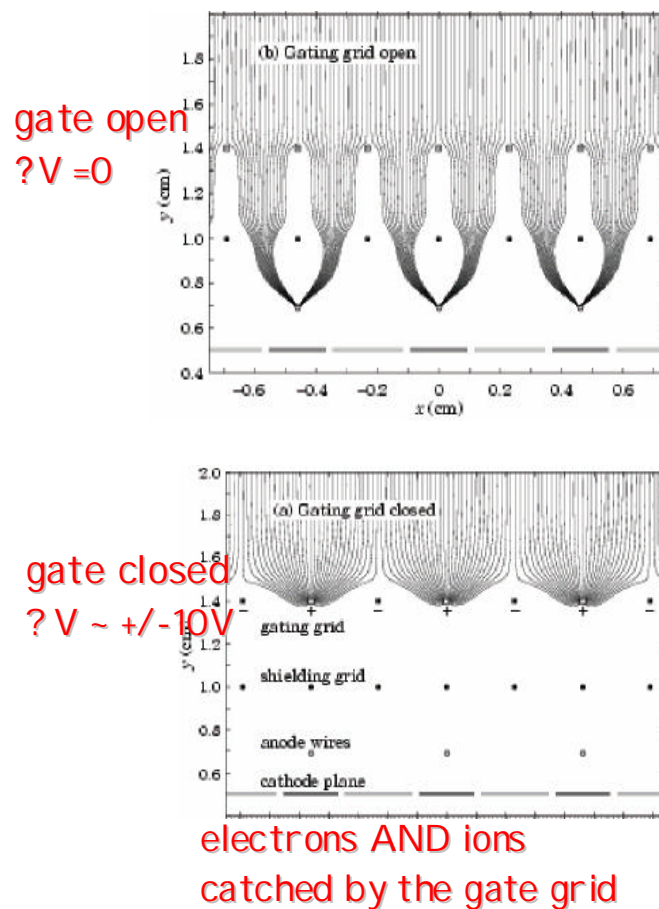 (b) Gating grid open
gate open
?V =0
1.8
1.6
1.4
1.2
1.0
0.8
0.6
0.4
y (cm)
−0.6 −0.4 −0.2 0 0.2 0.4 0.6
x (cm)
(a) Gating grid closed
gate closed
?V ~ +/-10V
2.0
1.8
1.6
1.4
1.0
0.8
0.6
y (cm)
− + − + − + −
gating grid
shielding grid
anode wires
cathode plane
electrons AND ions
catched by the gate grid